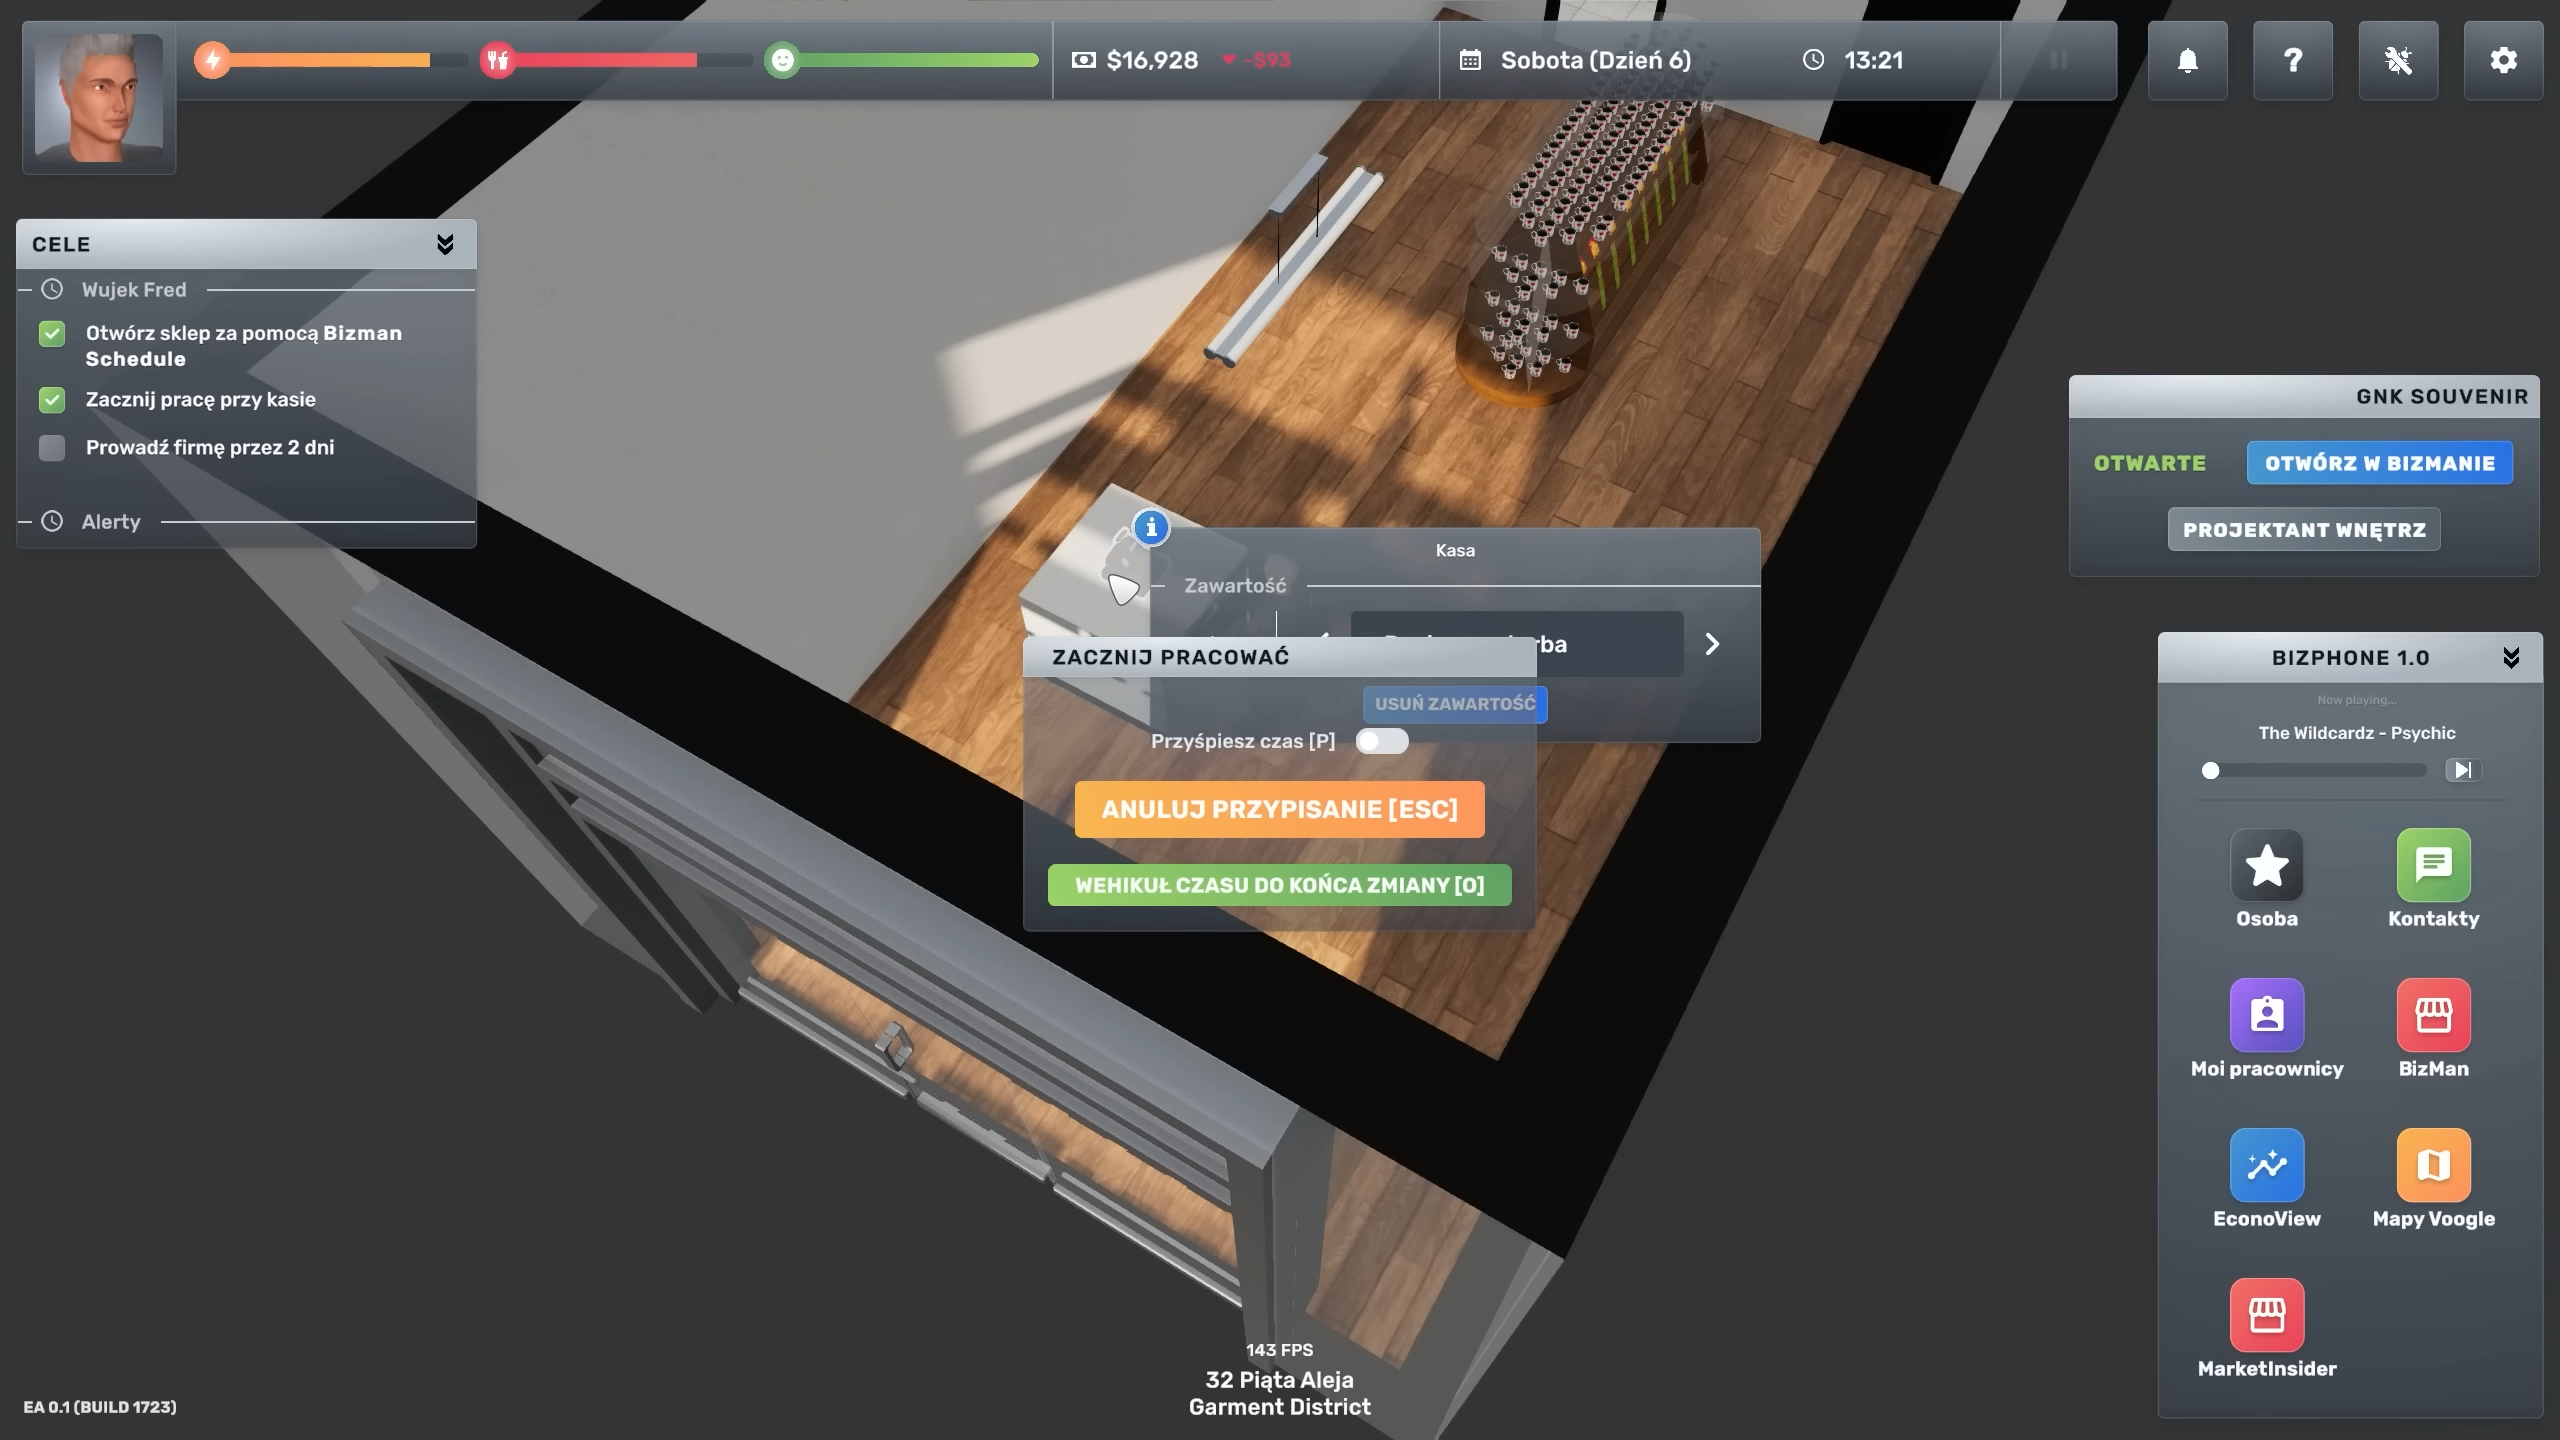 $16,928
-$93
Sobota (Dzień 6)
13:21
?
CELE
Wujek Fred
Otwórz sklep za pomocą Bizman
Schedule
Zacznij pracę przy kasie
Prowadź firmę przez 2 dni
Alerty
GNK SOUVENIR
OTWARTE
OTWÓRZ W BIZMANIE
PROJEKTANT WNĘTRZ
Kasa
Zawartość
ZACZNIJ PRACOWAĆ
USUŃ ZAWARTOŚĆ
Przyśpiesz czas [P]
ANULUJ PRZYPISANIE [ESC]
WEHIKUŁ CZASU DO KOŃCA ZMIANY [O]
BIZPHONE 1.0
Now playing...
The Wildcardz - Psychic
Osoba
Kontakty
Moi pracownicy
BizMan
EconoView
Mapy Voogle
MarketInsider
143 FPS
32 Piąta Aleja
Garment District
EA 0.1 (BUILD 1723)